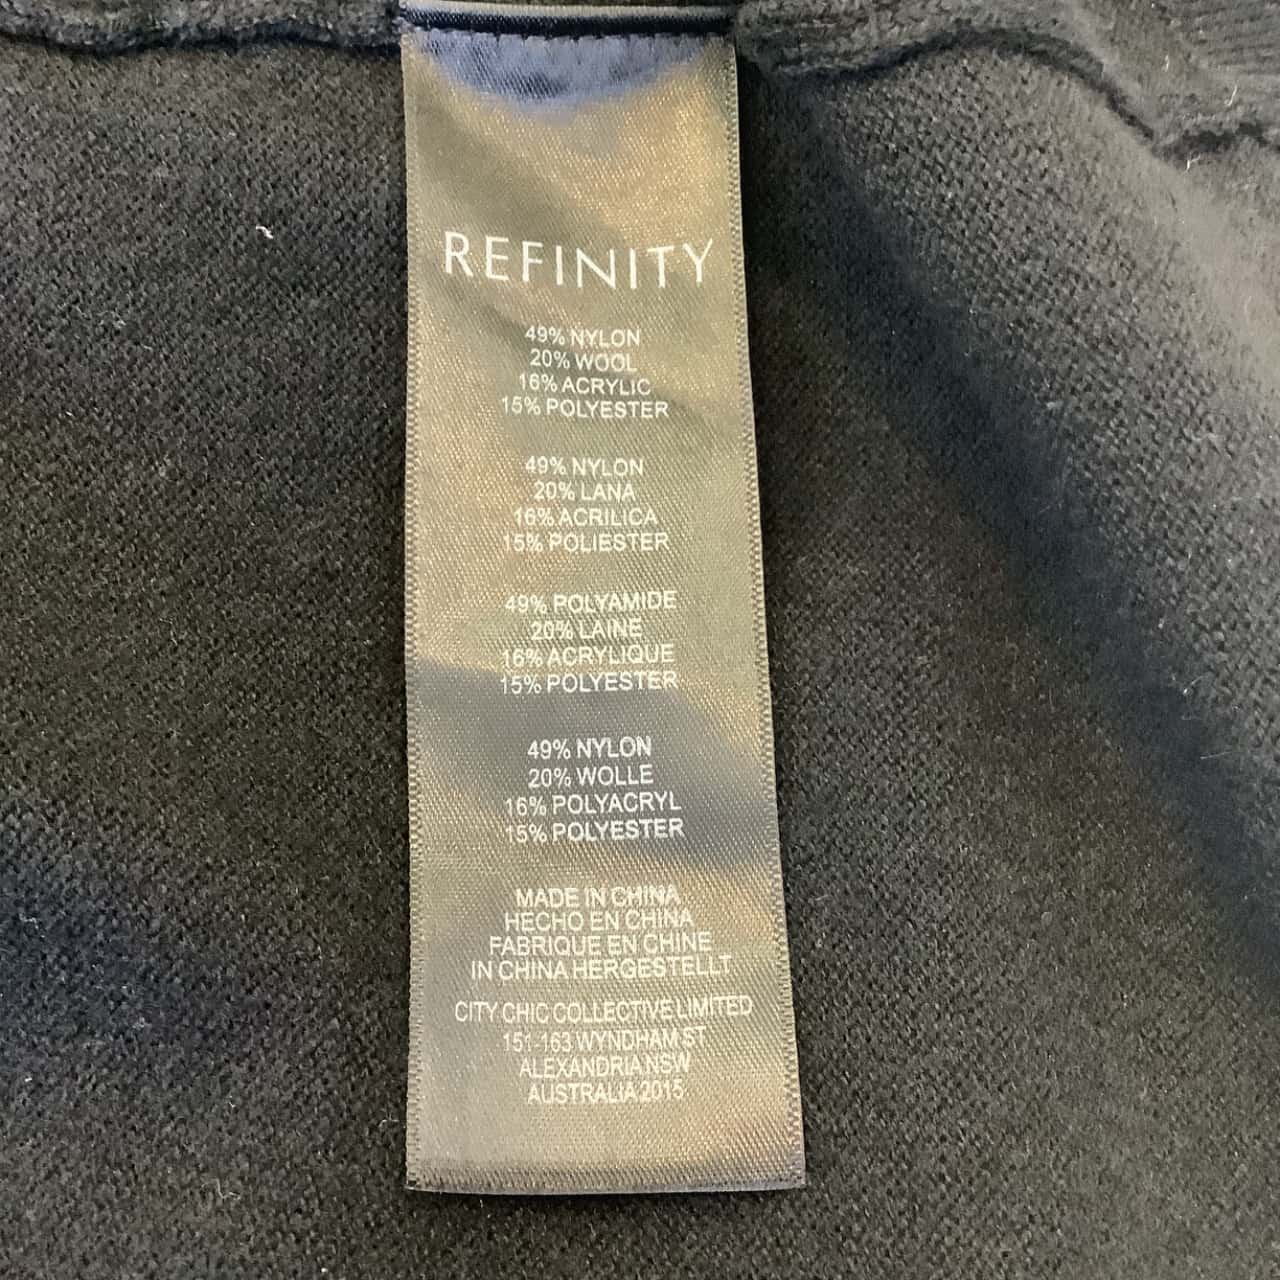 REFINITY
49% NYLON
20% WOOL
16% ACRYLIC
15% POLYESTER
49% NYLON
20% LANA
16% ACRILICA
15% POLIESTER
49% POLYAMIDE
20% LAINE
16% ACRYLIQUE
15% POLYESTER
49% NYLON
20% WOLLE
16% POLYACRYL
15% POLYESTER
MADE IN CHINA
HECHO EN CHINA
FABRIQUE EN CHINE
IN CHINA HERGESTELLT
CITY CHIC COLLECTIVE LIMITED
151-163 WYNDHAM ST
ALEXANDRIA NSW
AUSTRALIA 2015